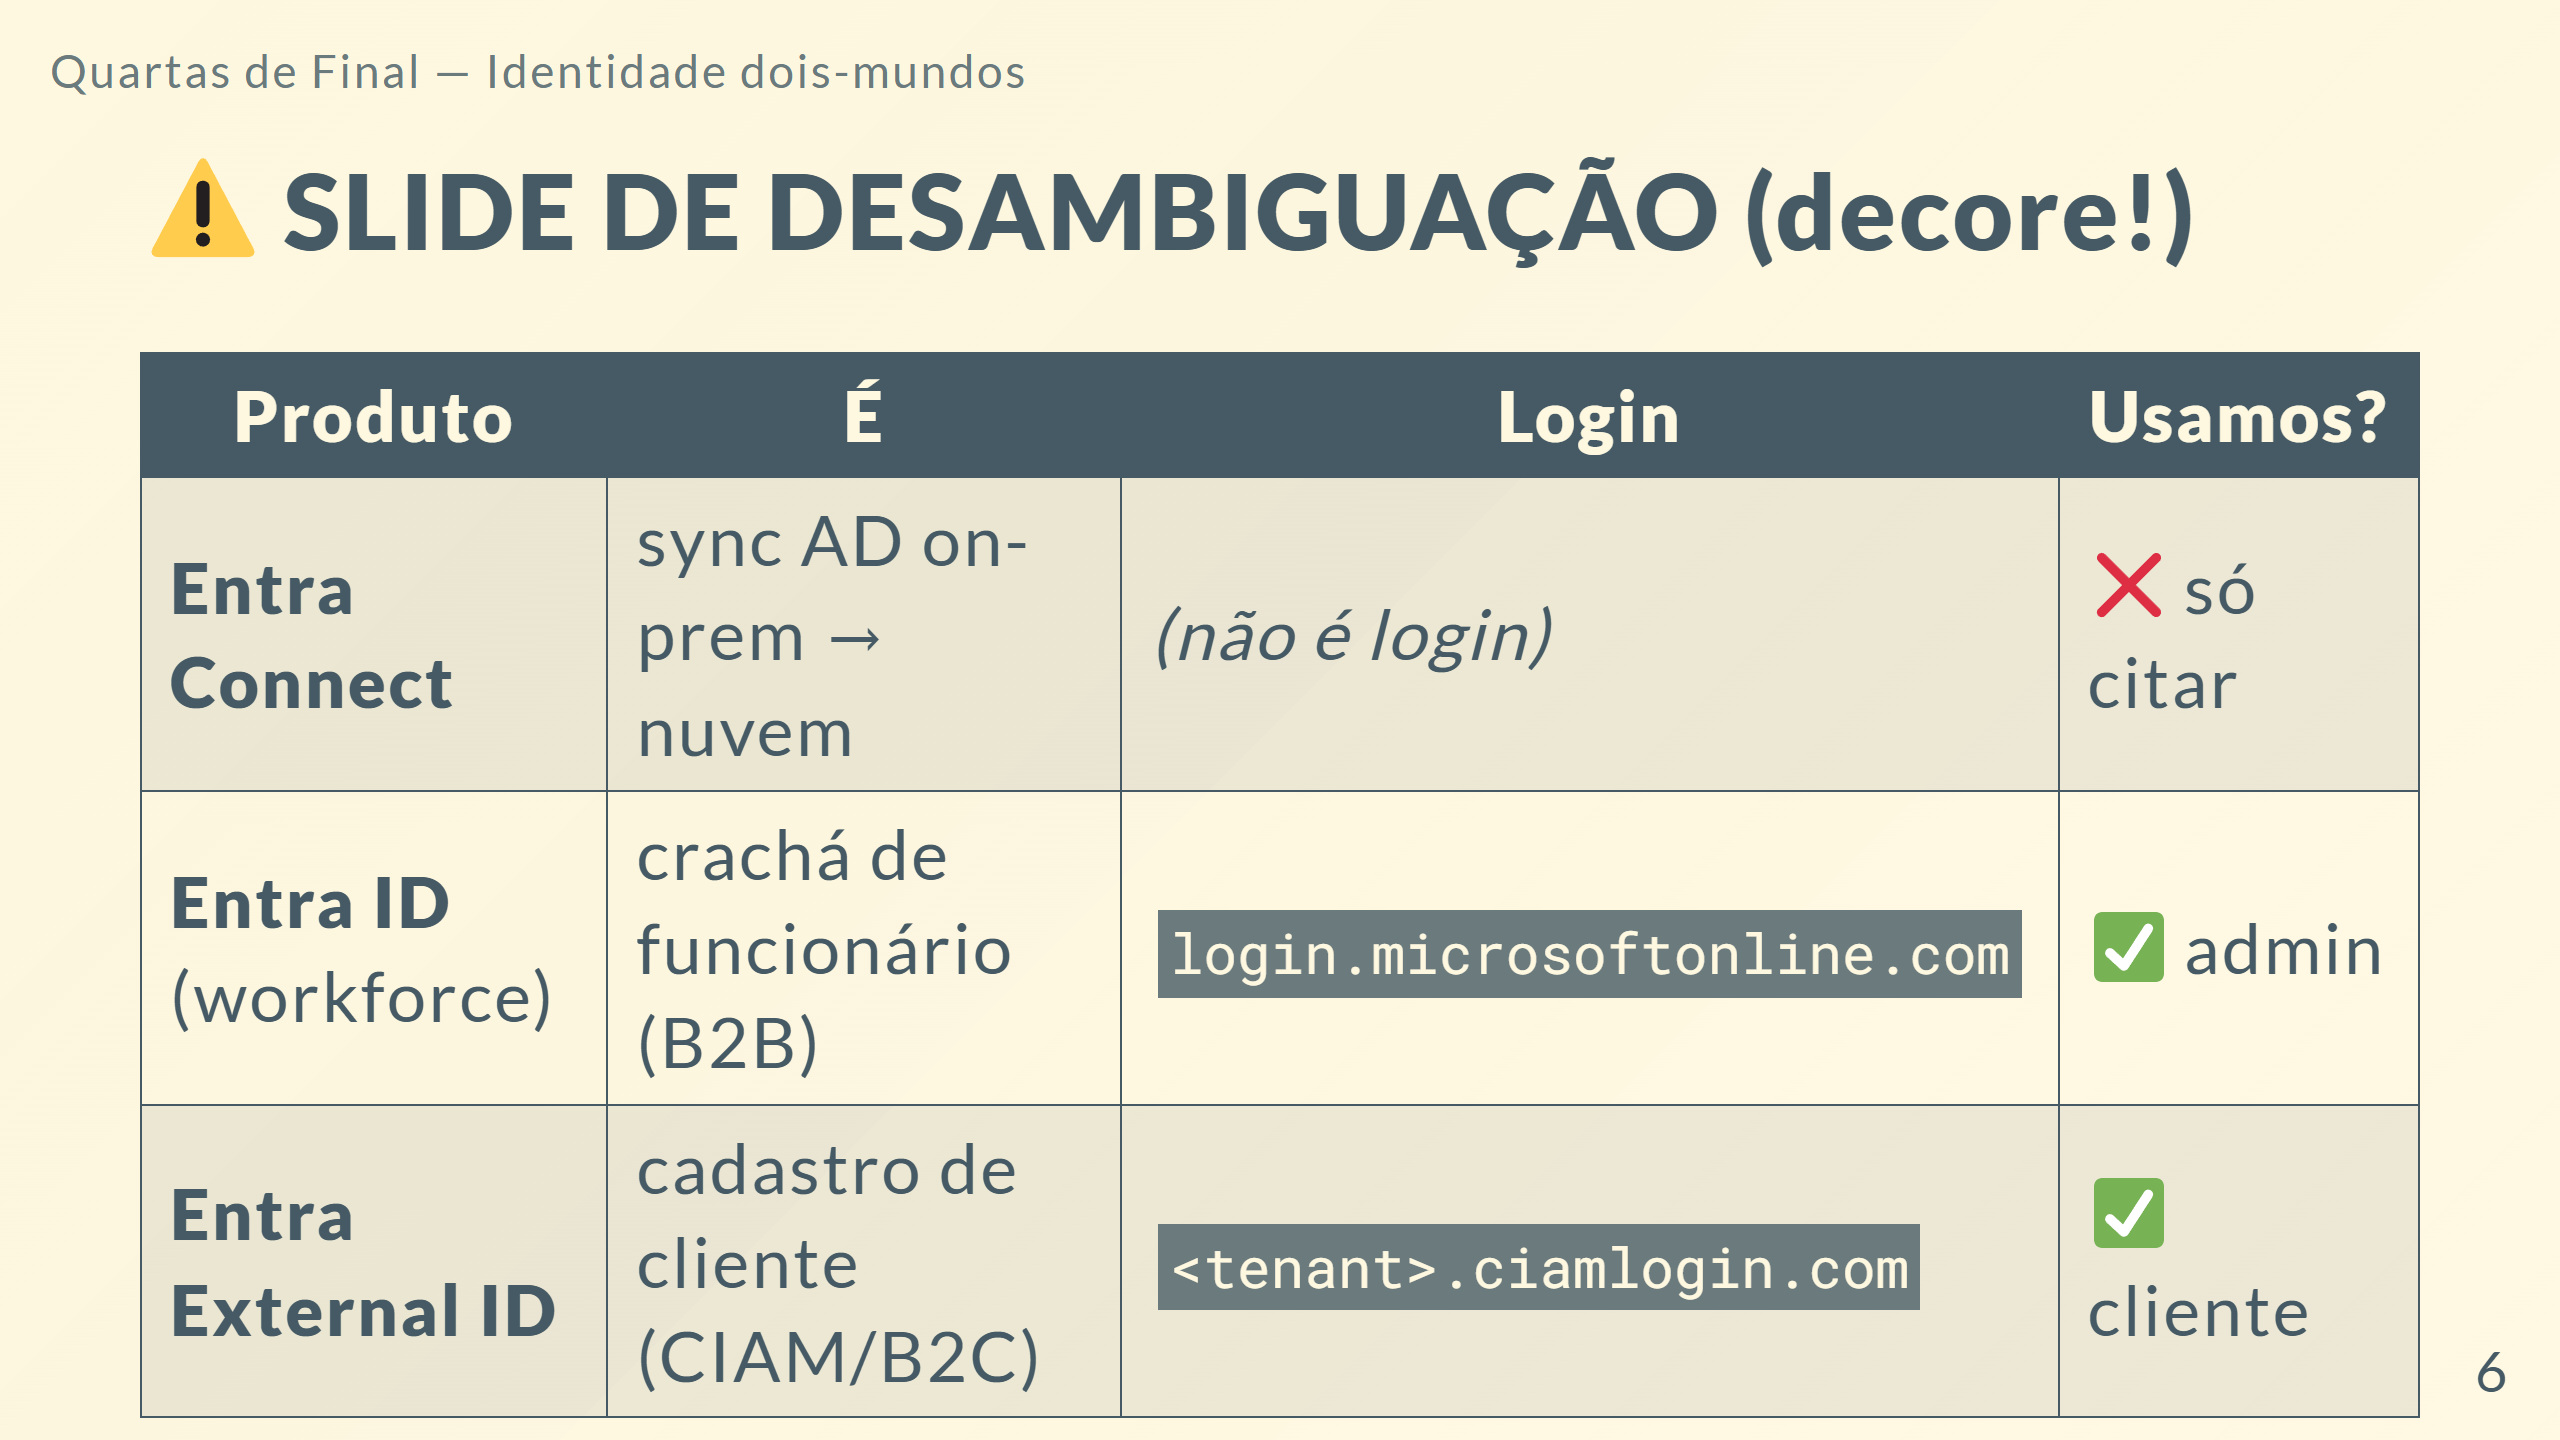 Quartas de Final — Identidade dois-mundos
⚠️ SLIDE DE DESAMBIGUAÇÃO (decore!)
Produto
É
Login
Usamos?
Entra
Connect
sync AD on-
prem →
nuvem
(não é login)
❌ só
citar
Entra ID
(workforce)
crachá de
funcionário
(B2B)
login.microsoftonline.com
✅ admin
Entra
External ID
cadastro de
cliente
(CIAM/B2C)
<tenant>.ciamlogin.com
✅
cliente
6